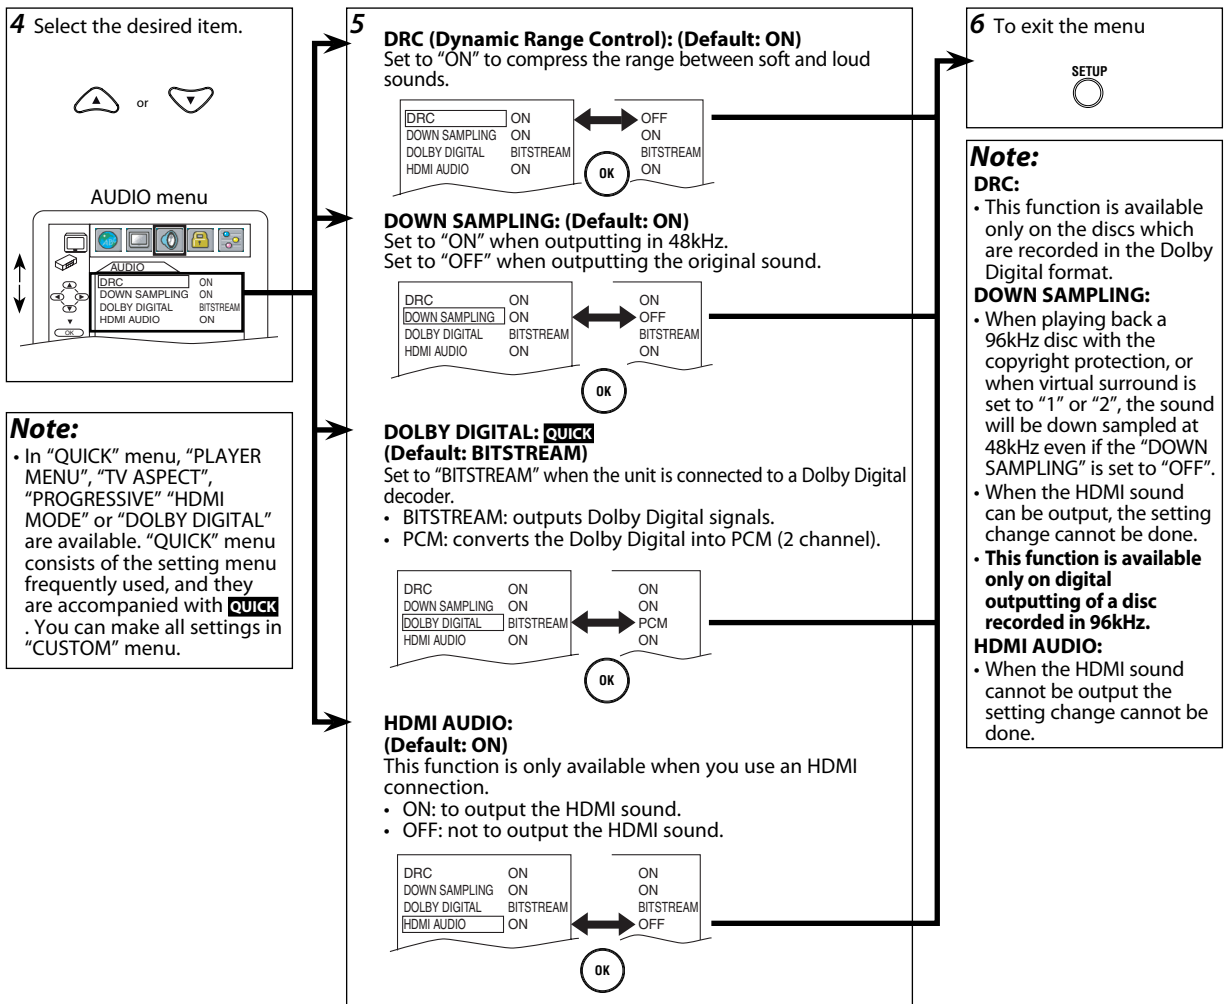 4 Select the desired item.
or
AUDIO menu
AUDIO
DRC ON
DOWN SAMPLING ON
DOLBY DIGITAL BITSTREAM
HDMI AUDIO ON
OK
Note:
• In “QUICK” menu, “PLAYER
MENU”, “TV ASPECT”,
“PROGRESSIVE” “HDMI
MODE” or “DOLBY DIGITAL”
are available. “QUICK” menu
consists of the setting menu
frequently used, and they
are accompanied with QUICK
. You can make all settings in
“CUSTOM” menu.
5
DRC (Dynamic Range Control): (Default: ON)
Set to “ON” to compress the range between soft and loud
sounds.
DRC ON OFF
DOWN SAMPLING ON ON
DOLBY DIGITAL BITSTREAM BITSTREAM
HDMI AUDIO ON ON
OK
DOWN SAMPLING: (Default: ON)
Set to “ON” when outputting in 48kHz.
Set to “OFF” when outputting the original sound.
DRC ON ON
DOWN SAMPLING ON OFF
DOLBY DIGITAL BITSTREAM BITSTREAM
HDMI AUDIO ON ON
OK
DOLBY DIGITAL: QUICK
(Default: BITSTREAM)
Set to “BITSTREAM” when the unit is connected to a Dolby Digital
decoder.
• BITSTREAM: outputs Dolby Digital signals.
• PCM: converts the Dolby Digital into PCM (2 channel).
DRC ON ON
DOWN SAMPLING ON ON
DOLBY DIGITAL BITSTREAM PCM
HDMI AUDIO ON ON
OK
HDMI AUDIO:
(Default: ON)
This function is only available when you use an HDMI
connection.
• ON: to output the HDMI sound.
• OFF: not to output the HDMI sound.
DRC ON ON
DOWN SAMPLING ON ON
DOLBY DIGITAL BITSTREAM BITSTREAM
HDMI AUDIO ON OFF
OK
6 To exit the menu
SETUP
Note:
DRC:
• This function is available
only on the discs which
are recorded in the Dolby
Digital format.
DOWN SAMPLING:
• When playing back a
96kHz disc with the
copyright protection, or
when virtual surround is
set to “1” or “2”, the sound
will be down sampled at
48kHz even if the “DOWN
SAMPLING” is set to “OFF”.
• When the HDMI sound
can be output, the setting
change cannot be done.
• This function is available
only on digital
outputting of a disc
recorded in 96kHz.
HDMI AUDIO:
• When the HDMI sound
cannot be output the
setting change cannot be
done.